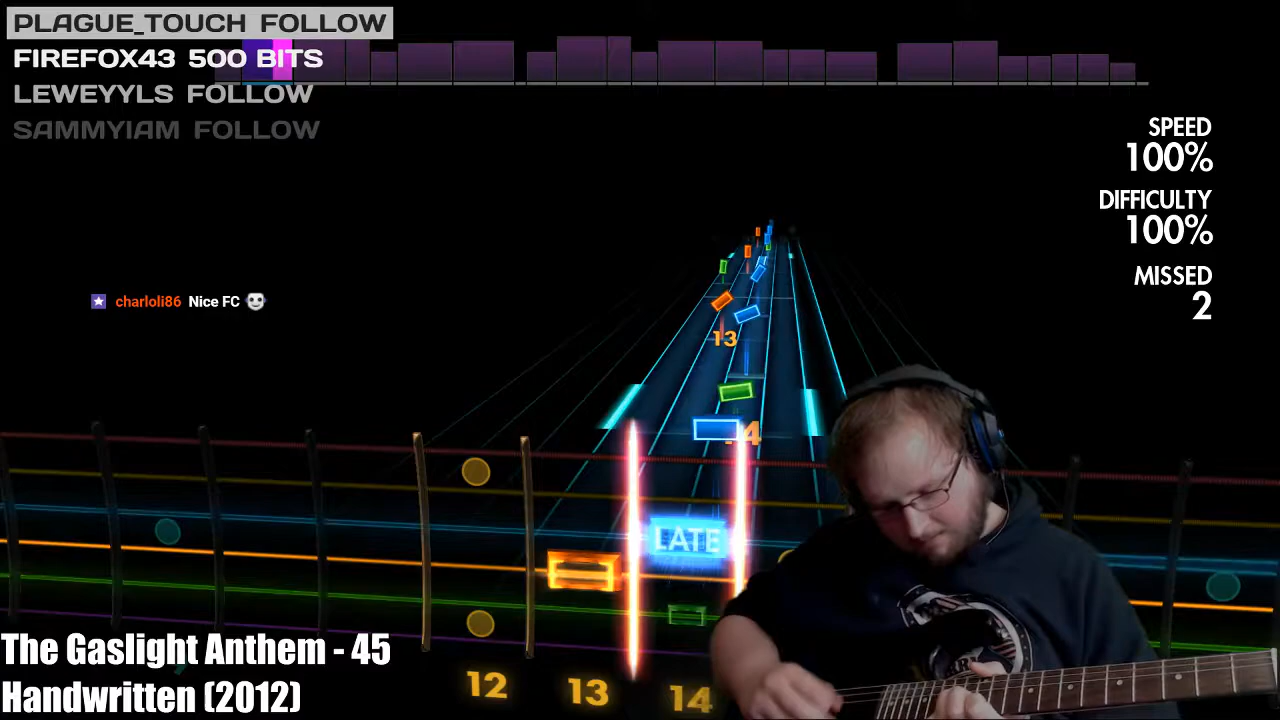 PLAGUE_TOUCH FOLLOW
FIREFOX43 500 BITS
LEWEYYLS FOLLOW
SAMMYIAM FOLLOW
SPEED
100%
DIFFICULTY
100%
MISSED
2
charloli86 Nice FC
13
4
LATE
The Gaslight Anthem - 45
Handwritten (2012)
12 13 14